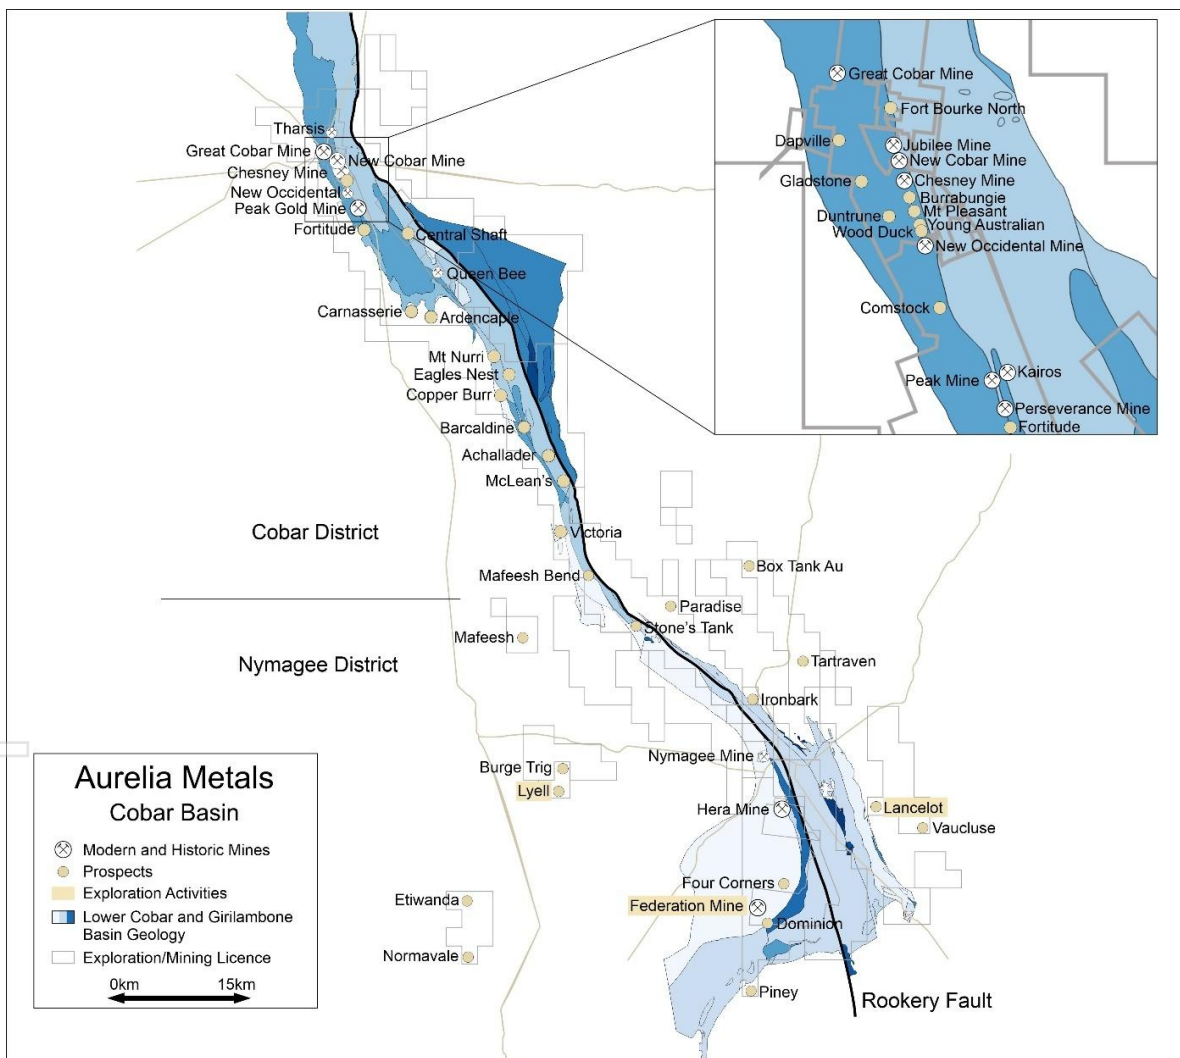 Tharsis
Great Cobar Mine
New Cobar Mine
Chesney Mine
New Occidental
Peak Gold Mine
Fortitude
Central Shaft
Queen Bee
Carnasserie
Ardencaple
Mt Nurri
Eagles Nest
Copper Burr
Barcaldine
Achallader
McLean's
Victoria
Cobar District
Mafeesh Bend
Box Tank Au
Paradise
Stone's Tank
Mafeesh
Nymagee District
Tartraven
Ironbark
Nymagee Mine
Burge Trig
Lyell
Hera Mine
Lancelot
Vaucluse
Four Corners
Etiwanda
Federation Mine
Dominion
Normavale
Piney
Rookery Fault
Great Cobar Mine
Fort Bourke North
Dapville
Jubilee Mine
New Cobar Mine
Gladstone
Chesney Mine
Burrabungie
Mt Pleasant
Duntrune
Young Australian
Wood Duck
New Occidental Mine
Comstock
Kairos
Peak Mine
Perseverance Mine
Fortitude
Aurelia Metals
Cobar Basin
Modern and Historic Mines
Prospects
Exploration Activities
Lower Cobar and Girilambone
Basin Geology
Exploration/Mining Licence
0km 15km